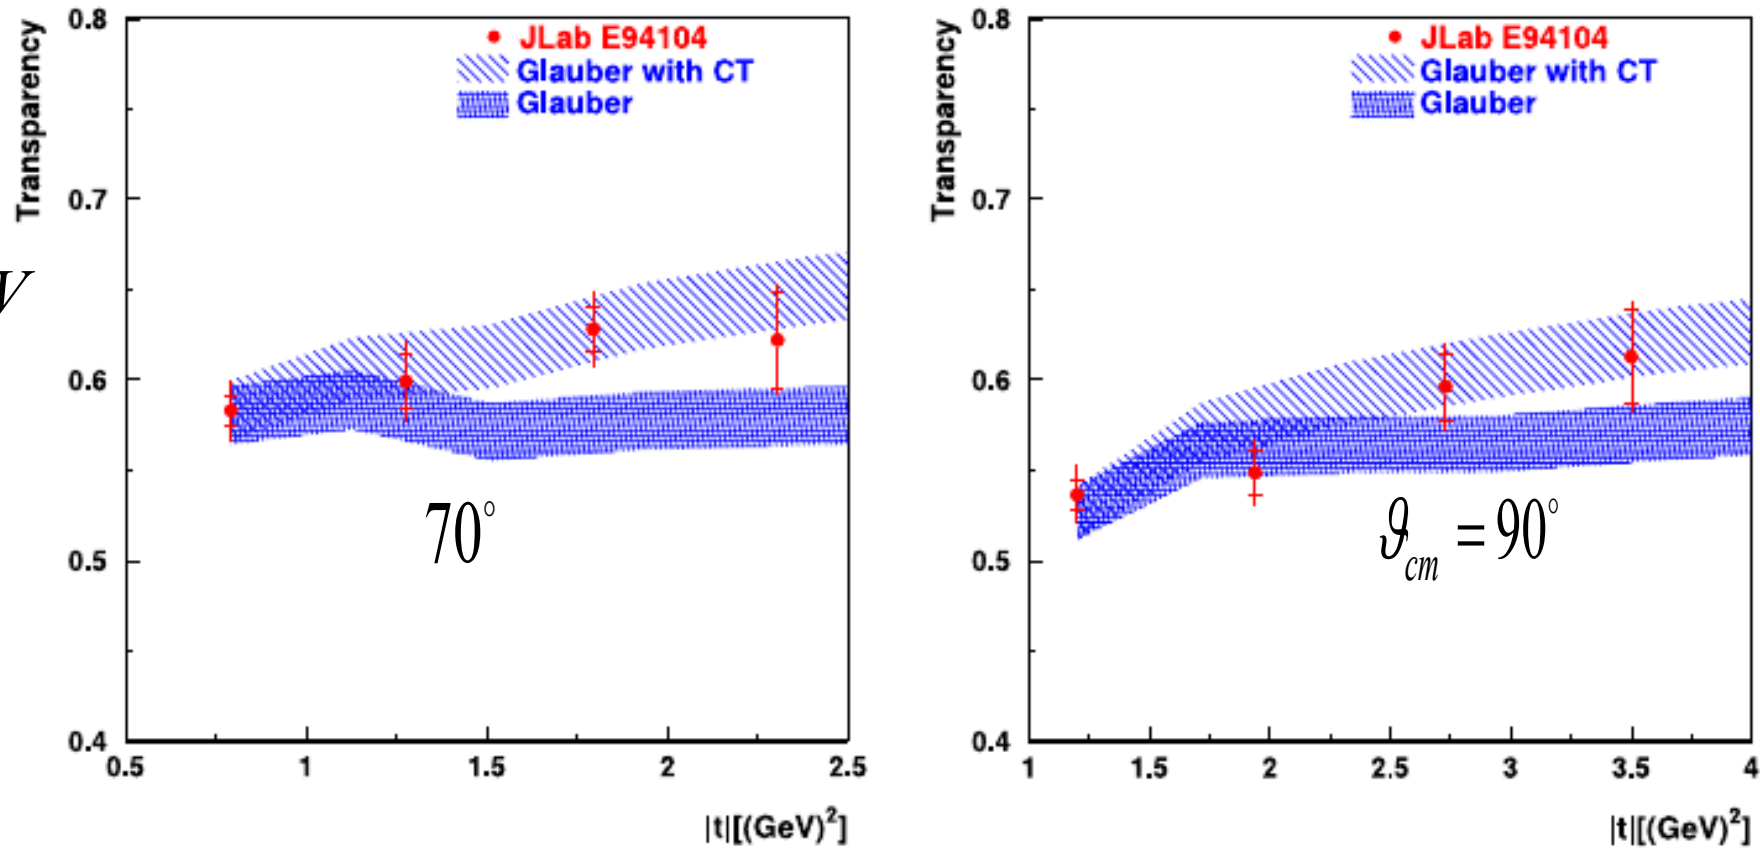 Transparency
0.8
0.7
0.6
0.5
0.4
0.5
1
1.5
2
2.5
|t|[(GeV)²]
JLab E94104
Glauber with CT
Glauber
70°
V
Transparency
0.8
0.7
0.6
0.5
0.4
1
1.5
2
2.5
3
3.5
4
|t|[(GeV)²]
JLab E94104
Glauber with CT
Glauber
ϑcm = 90°